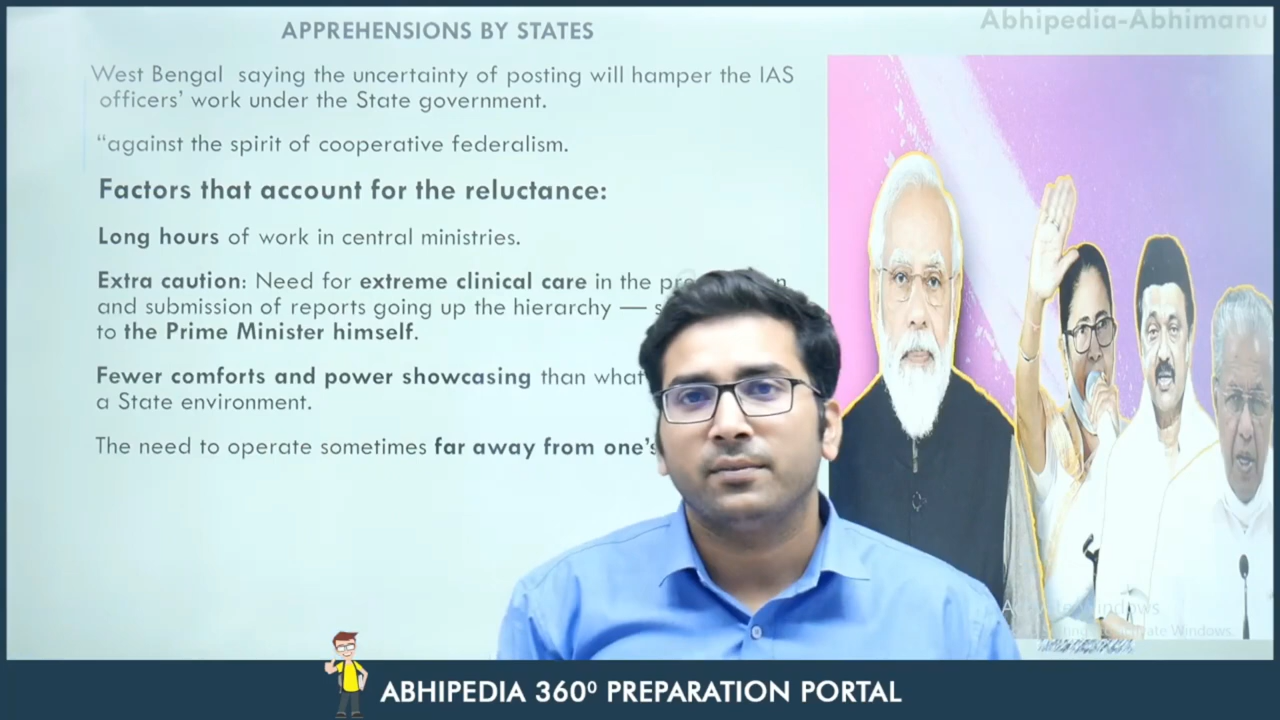 APPREHENSIONS BY STATES
Abhipedia-Abhimanu
West Bengal saying the uncertainty of posting will hamper the IAS
officers' work under the State government.
“against the spirit of cooperative federalism.
Factors that account for the reluctance:
Long hours of work in central ministries.
Extra caution: Need for extreme clinical care in the
and submission of reports going up the hierarchy —
to the Prime Minister himself.
Fewer comforts and power showcasing than what
a State environment.
The need to operate sometimes far away from one's
ABHIPEDIA 360⁰ PREPARATION PORTAL